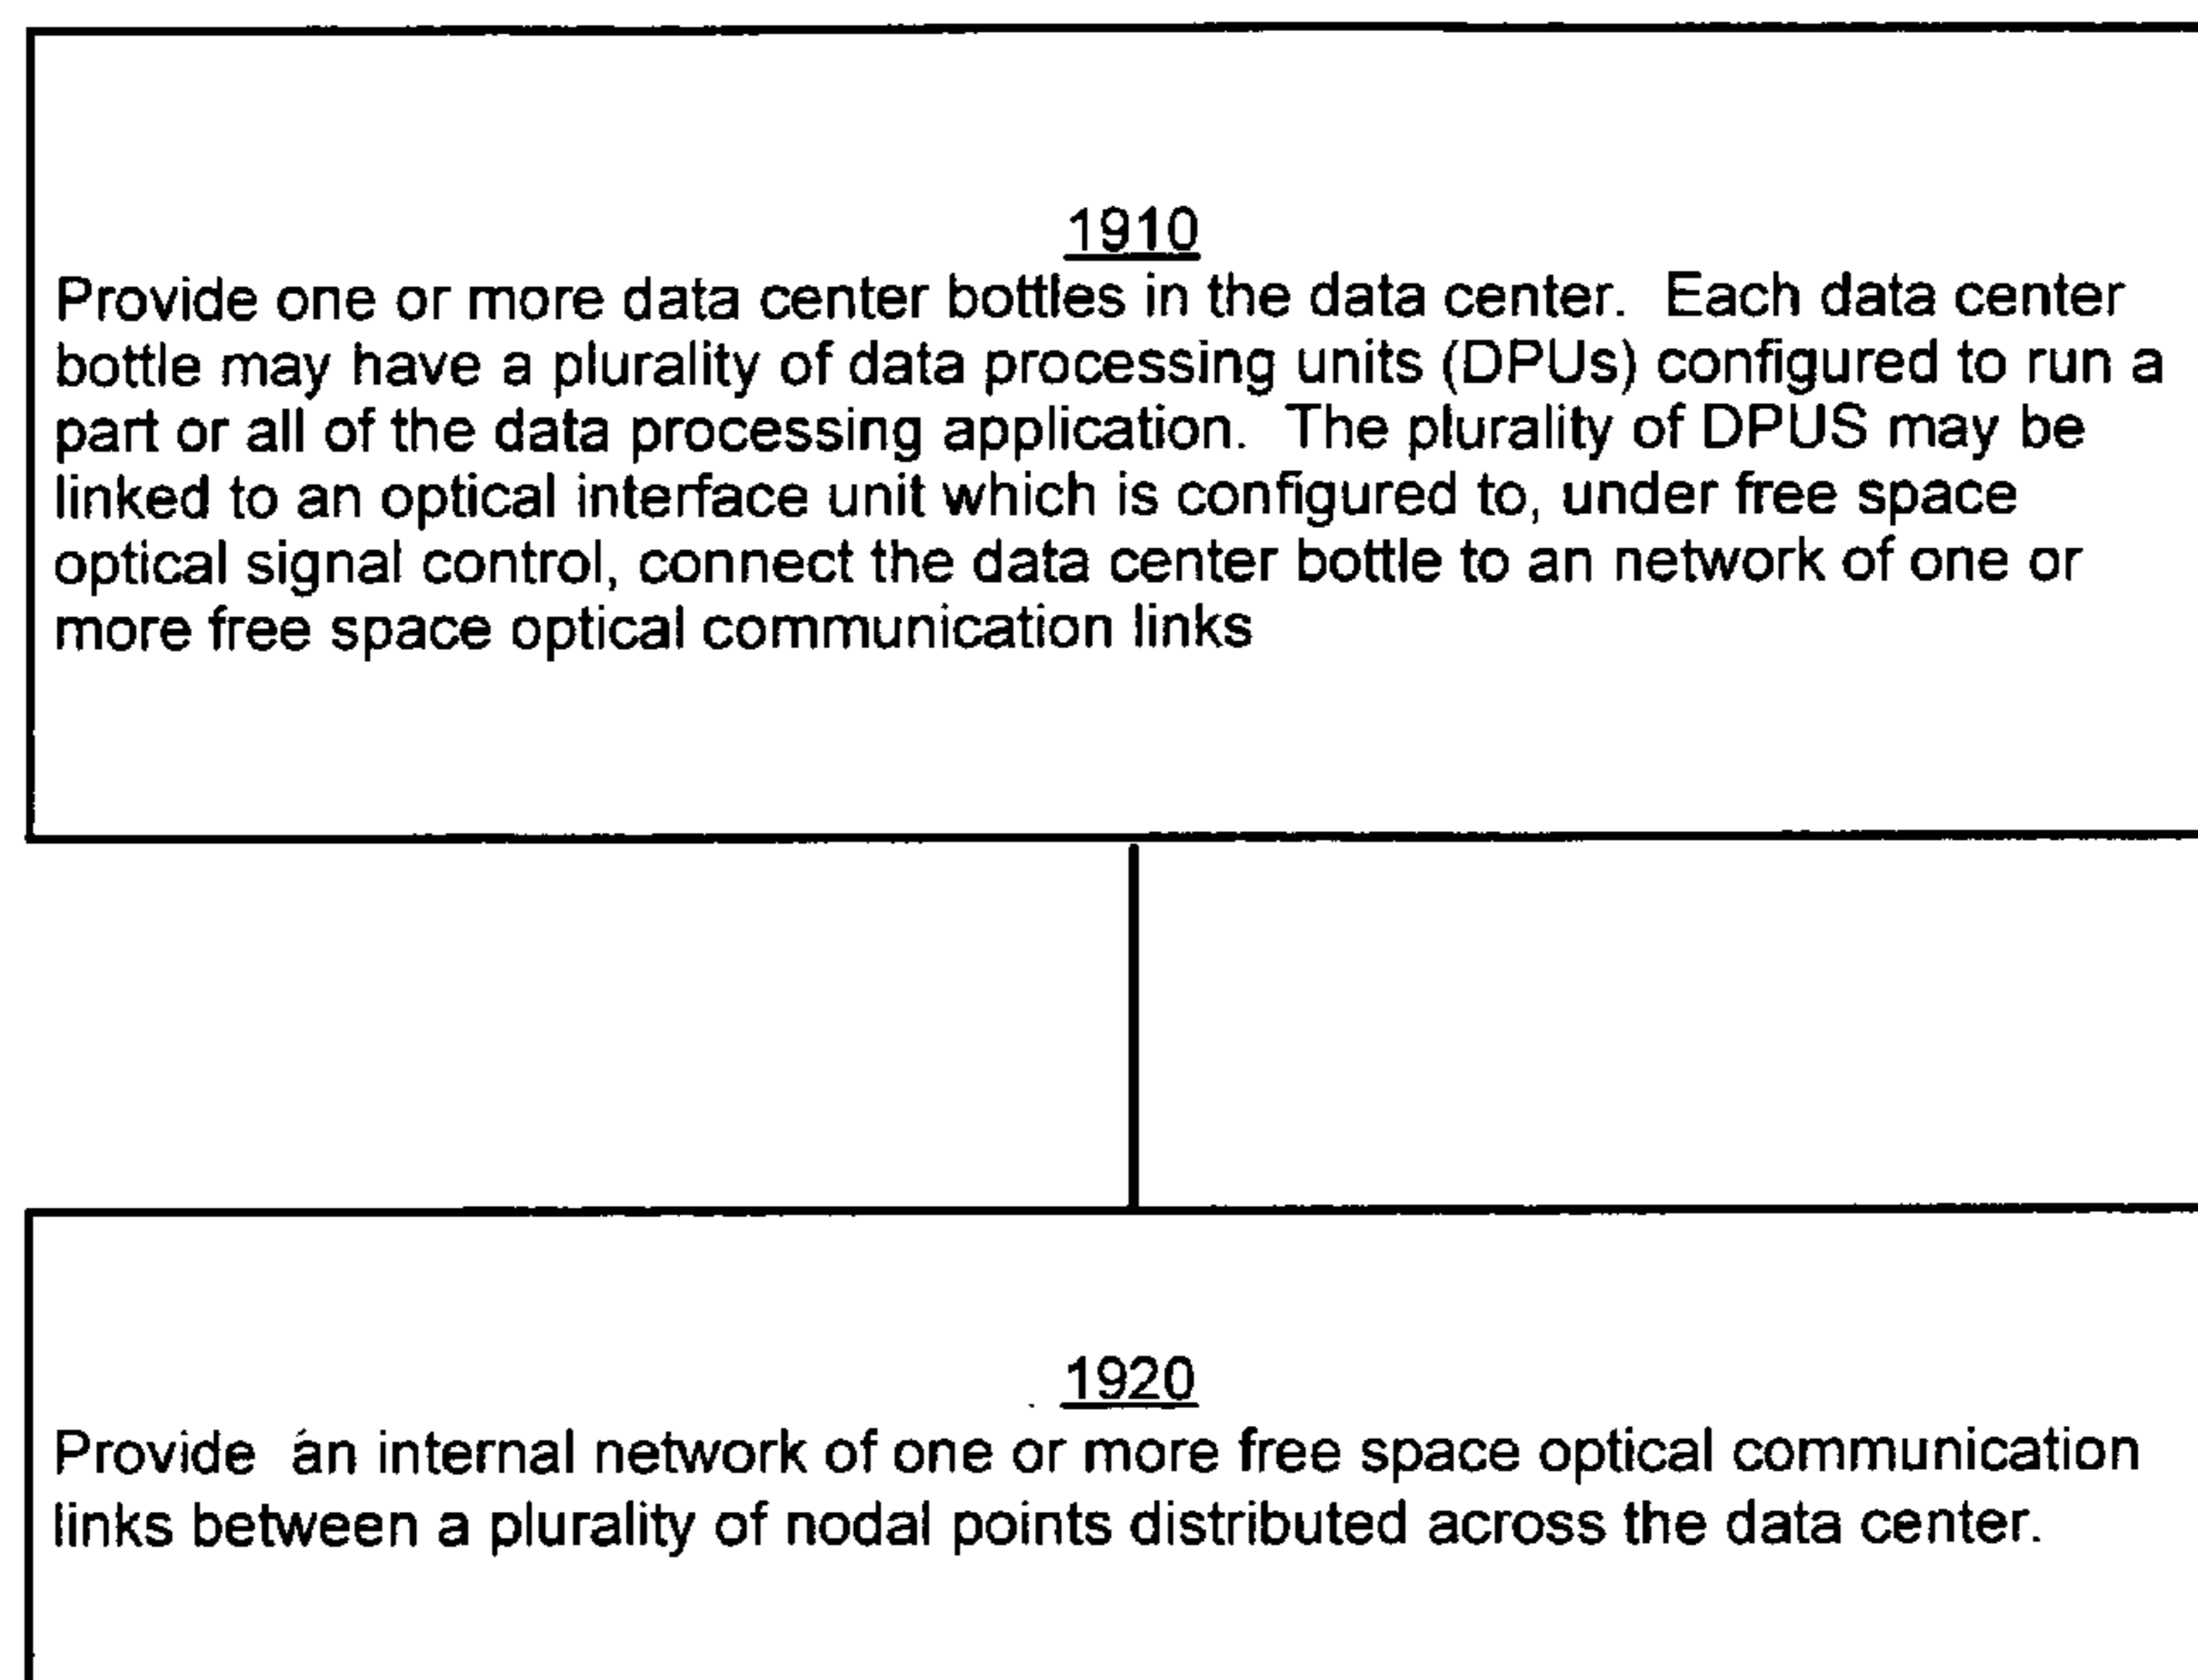 1910
Provide one or more data center bottles in the data center. Each data center
bottle may have a plurality of data processing units (DPUs) configured to run a
part or all of the data processing application. The plurality of DPUS may be
linked to an optical interface unit which is configured to, under free space
optical signal control, connect the data center bottle to an network of one or
more free space optical communication links
1920
Provide an internal network of one or more free space optical communication
links between a plurality of nodal points distributed across the data center.